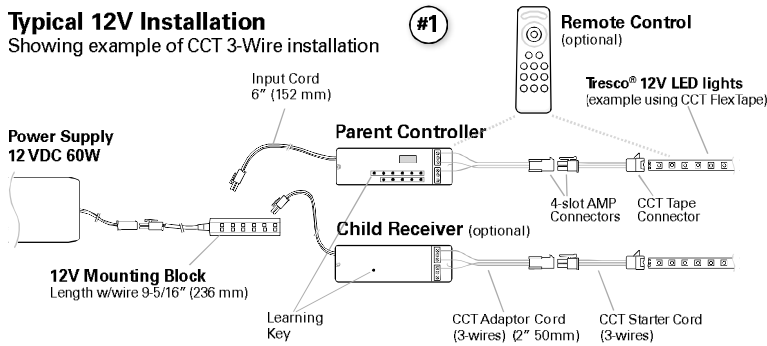 Typical 12V Installation
Showing example of CCT 3-Wire installation
#1
Remote Control
(optional)
Input Cord
6” (152 mm)
Tresco® 12V LED lights
(example using CCT FlexTape)
Power Supply
12 VDC 60W
Parent Controller
4-slot AMP
Connectors
CCT Tape
Connector
Child Receiver (optional)
12V Mounting Block
Length w/wire 9-5/16” (236 mm)
Learning
Key
CCT Adaptor Cord
(3-wires) (2” 50mm)
CCT Starter Cord
(3-wires)